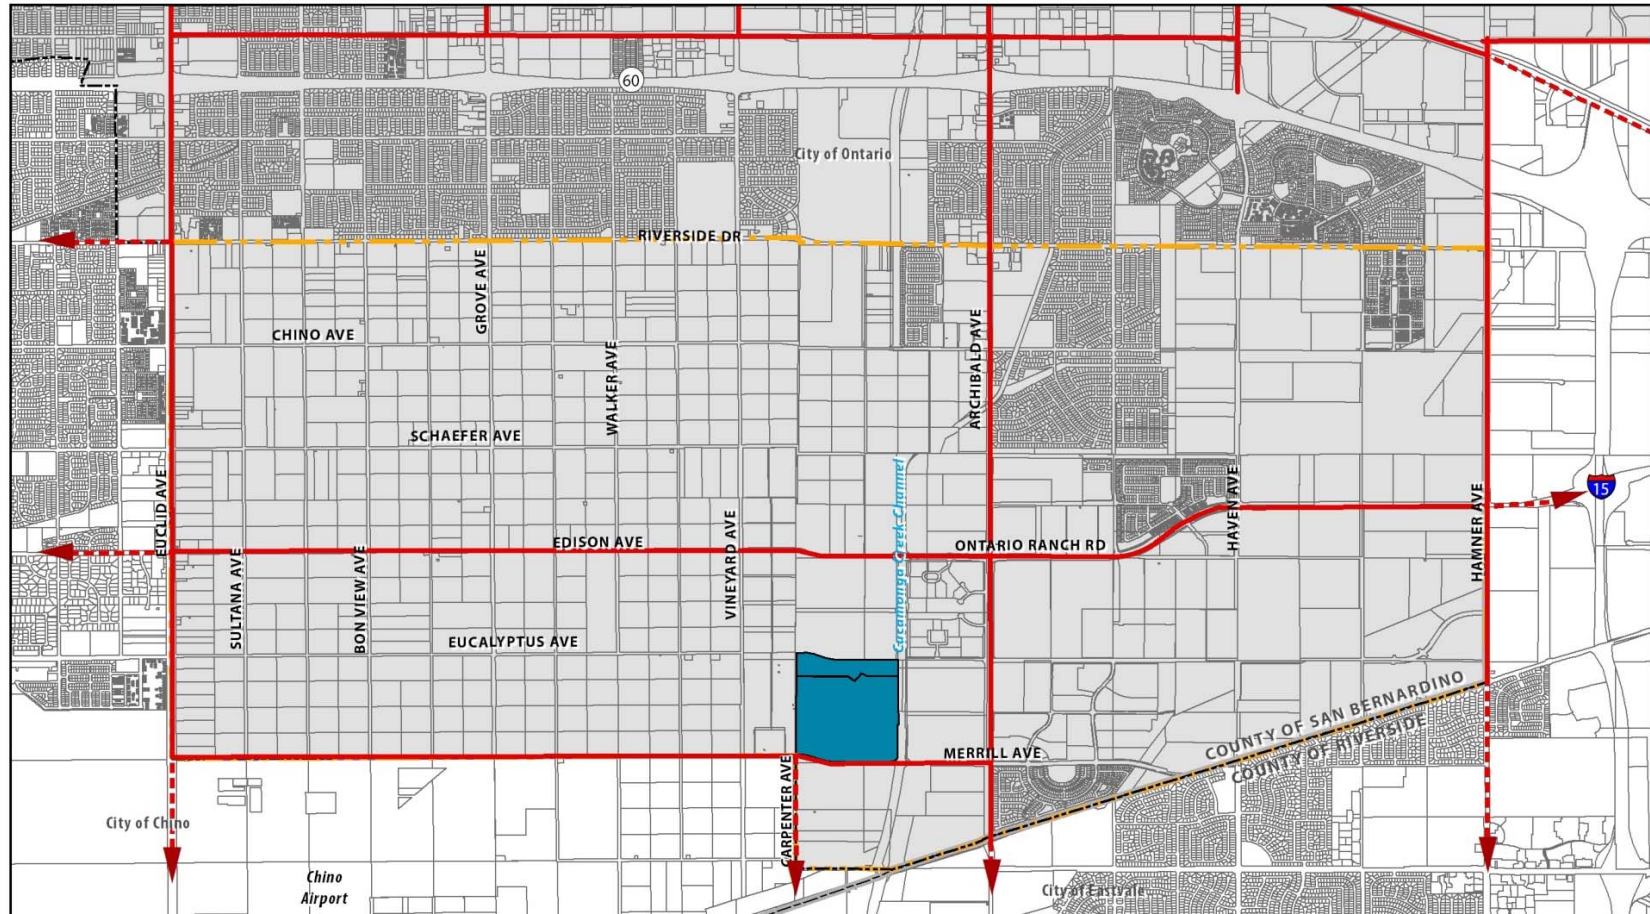 60
City of Ontario
RIVERSIDE DR
GROVE AVE
CHINO AVE
WALKER AVE
ARCHIBALD AVE
SCHAEFER AVE
EUCLID AVE
Cucamonga Creek Channel
HAVEN AVE
HAMNER AVE
15
EDISON AVE
VINEYARD AVE
ONTARIO RANCH RD
SULTANA AVE
BON VIEW AVE
EUCALYPTUS AVE
COUNTY OF SAN BERNARDINO
COUNTY OF RIVERSIDE
MERRILL AVE
CARPENTER AVE
City of Chino
Chino
Airport
City of Eastvale